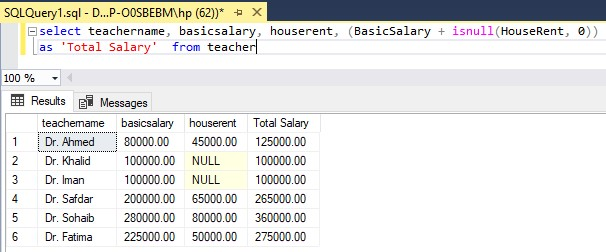 SQLQuery1.sql - D...P-O0SBEBM\hp (62))*
select teachername, basicsalary, houserent, (BasicSalary + isnull(HouseRent, 0))
as 'Total Salary'  from teacher
100 %
Results Messages
teachername basicsalary houserent Total Salary
1 Dr. Ahmed 80000.00 45000.00 125000.00
2 Dr. Khalid 100000.00 NULL 100000.00
3 Dr. Iman 100000.00 NULL 100000.00
4 Dr. Safdar 200000.00 65000.00 265000.00
5 Dr. Sohaib 280000.00 80000.00 360000.00
6 Dr. Fatima 225000.00 50000.00 275000.00